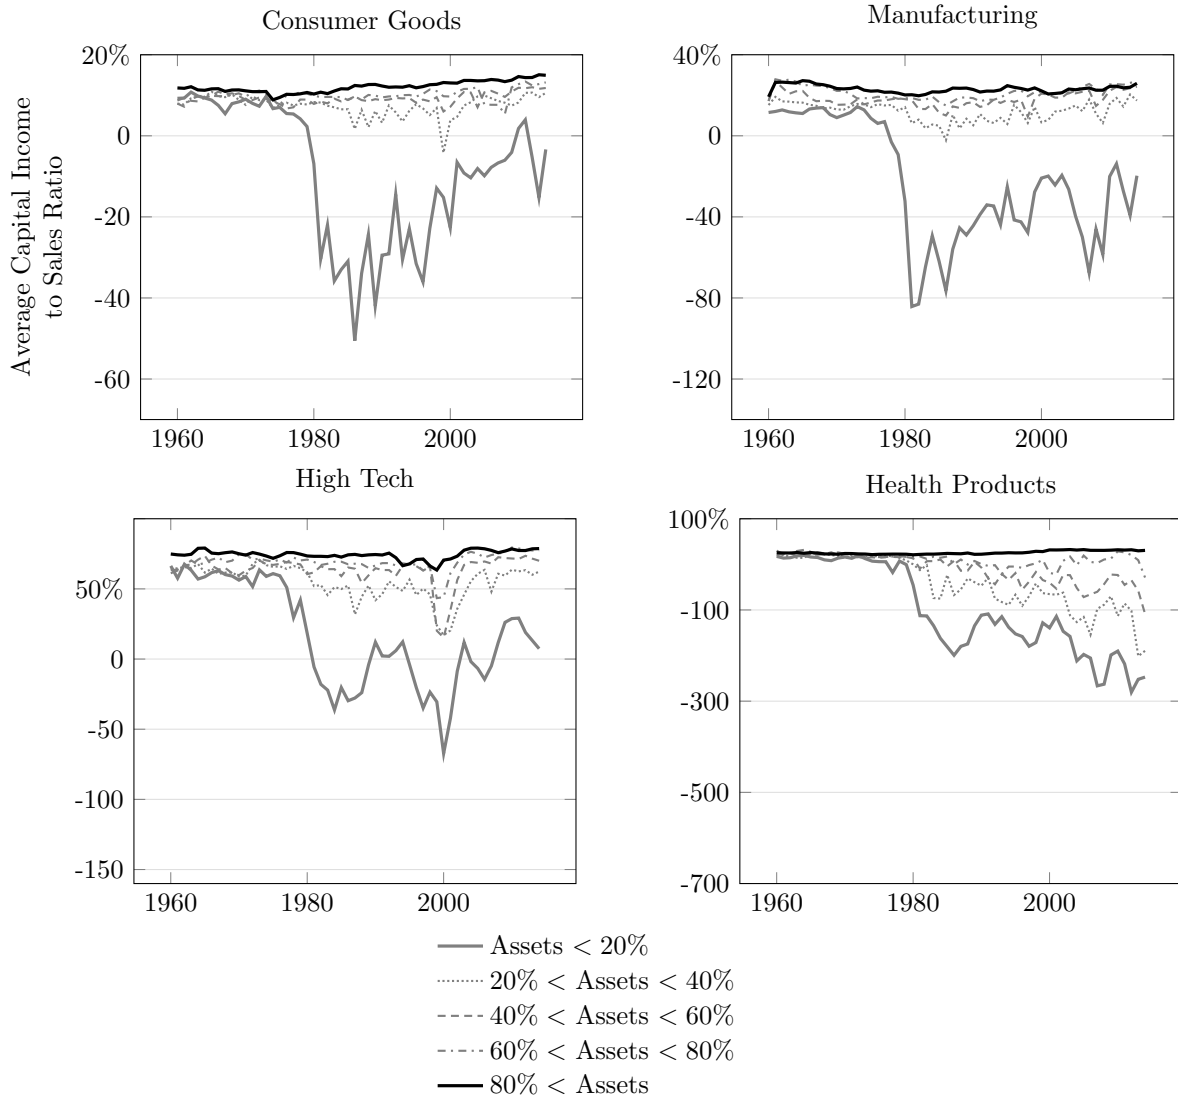 Consumer Goods
20%
0
-20
-40
-60
1960 1980 2000
Average Capital Income
to Sales Ratio
Manufacturing
40%
0
-40
-80
-120
1960 1980 2000
High Tech
50%
0
-50
-100
-150
1960 1980 2000
Health Products
100%
-100
-300
-500
-700
1960 1980 2000
Assets < 20%
20% < Assets < 40%
40% < Assets < 60%
60% < Assets < 80%
80% < Assets